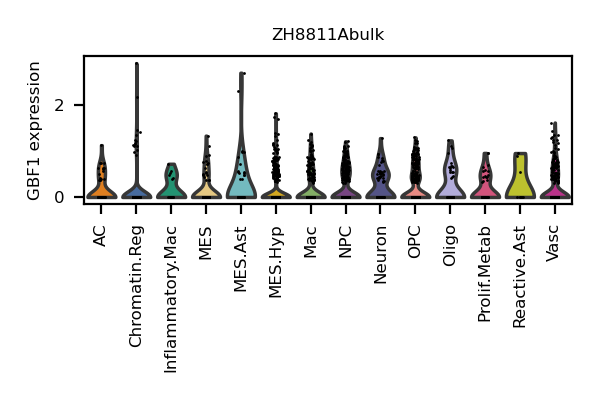 ZH8811Abulk
GBF1 expression
2
0
AC
Chromatin.Reg
Inflammatory.Mac
MES
MES.Ast
MES.Hyp
Mac
NPC
Neuron
OPC
Oligo
Prolif.Metab
Reactive.Ast
Vasc